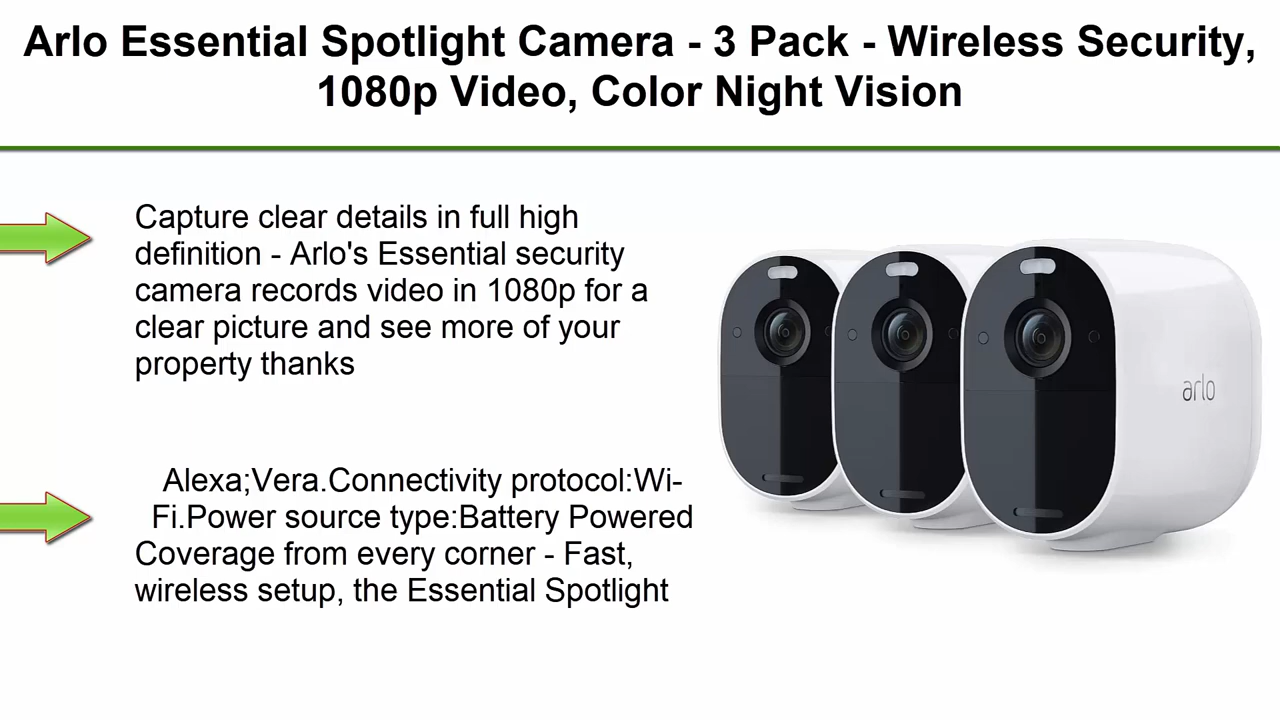 Arlo Essential Spotlight Camera - 3 Pack - Wireless Security,
1080p Video, Color Night Vision
Capture clear details in full high
definition - Arlo's Essential security
camera records video in 1080p for a
clear picture and see more of your
property thanks
Alexa;Vera.Connectivity protocol:Wi-
Fi.Power source type:Battery Powered
Coverage from every corner - Fast,
wireless setup, the Essential Spotlight
arlo